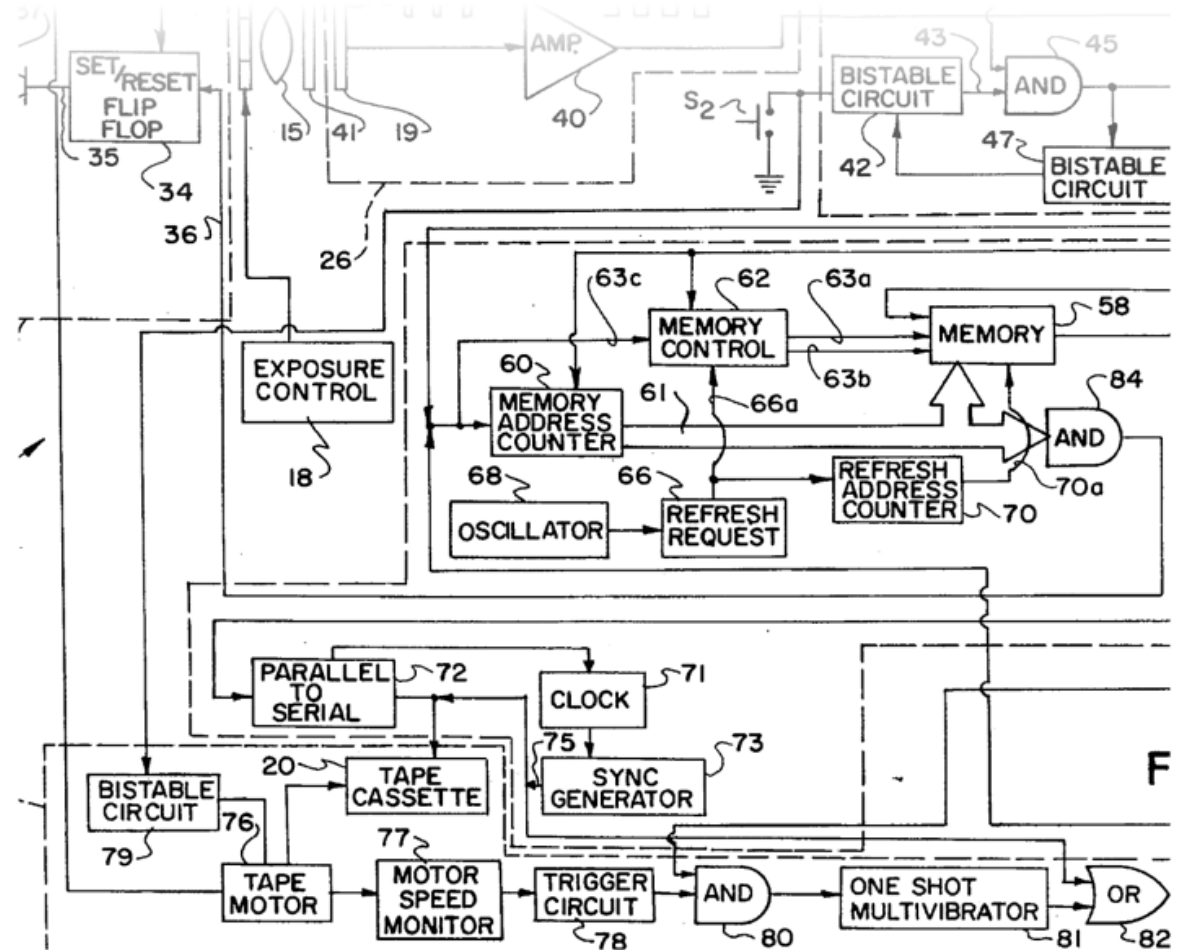 37
SET/RESET
FLIP
FLOP
35
34
36
15
41
19
AMP.
40
26
S2
BISTABLE
CIRCUIT
42
43
AND
45
47
BISTABLE
CIRCUIT
EXPOSURE
CONTROL
18
63c
62
63a
MEMORY
CONTROL
63b
58
MEMORY
60
MEMORY
ADDRESS
COUNTER
61
66a
84
AND
68
OSCILLATOR
66
REFRESH
REQUEST
REFRESH
ADDRESS
COUNTER
70
70a
PARALLEL
TO
SERIAL
72
CLOCK
71
75
SYNC
GENERATOR
73
20
TAPE
CASSETTE
BISTABLE
CIRCUIT
79
76
TAPE
MOTOR
77
MOTOR
SPEED
MONITOR
TRIGGER
CIRCUIT
78
AND
80
ONE SHOT
MULTIVIBRATOR
81
OR
82
F